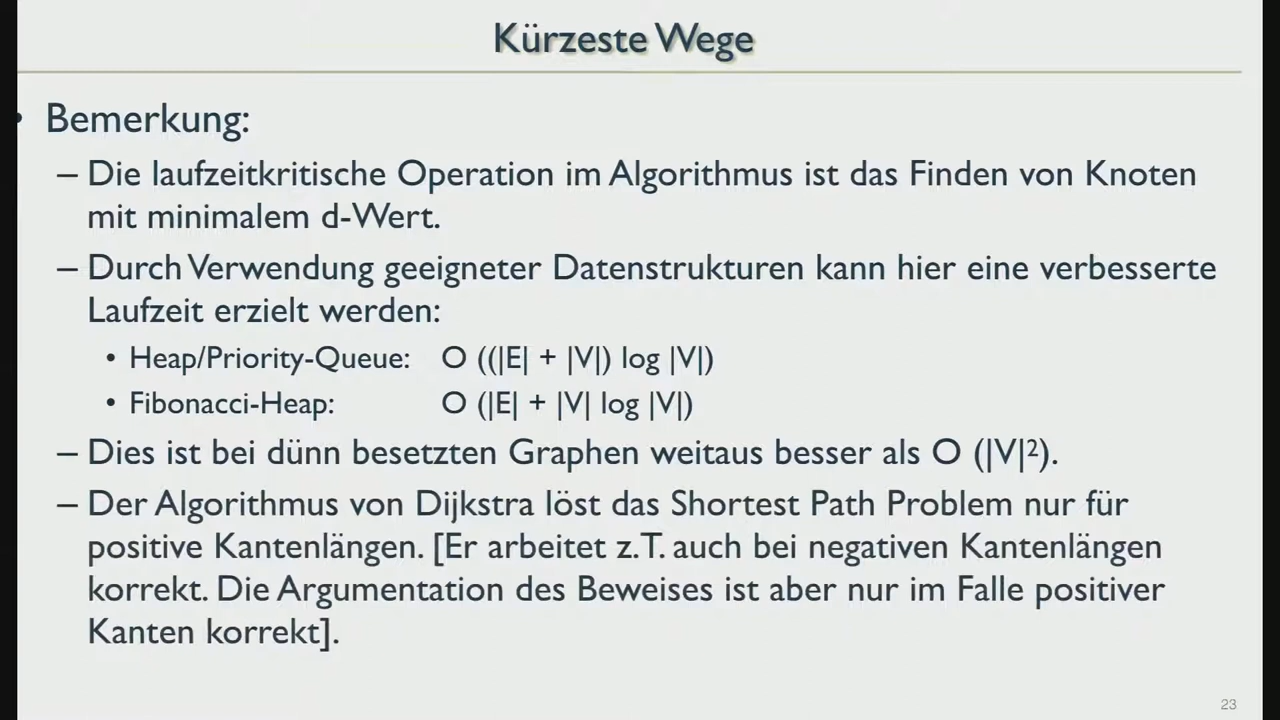 Kürzeste Wege
• Bemerkung:
– Die laufzeitkritische Operation im Algorithmus ist das Finden von Knoten
mit minimalem d-Wert.
– Durch Verwendung geeigneter Datenstrukturen kann hier eine verbesserte
Laufzeit erzielt werden:
• Heap/Priority-Queue: O ((|E| + |V|) log |V|)
• Fibonacci-Heap: O (|E| + |V| log |V|)
– Dies ist bei dünn besetzten Graphen weitaus besser als O (|V|²).
– Der Algorithmus von Dijkstra löst das Shortest Path Problem nur für
positive Kantenlängen. [Er arbeitet z.T. auch bei negativen Kantenlängen
korrekt. Die Argumentation des Beweises ist aber nur im Falle positiver
Kanten korrekt].
23